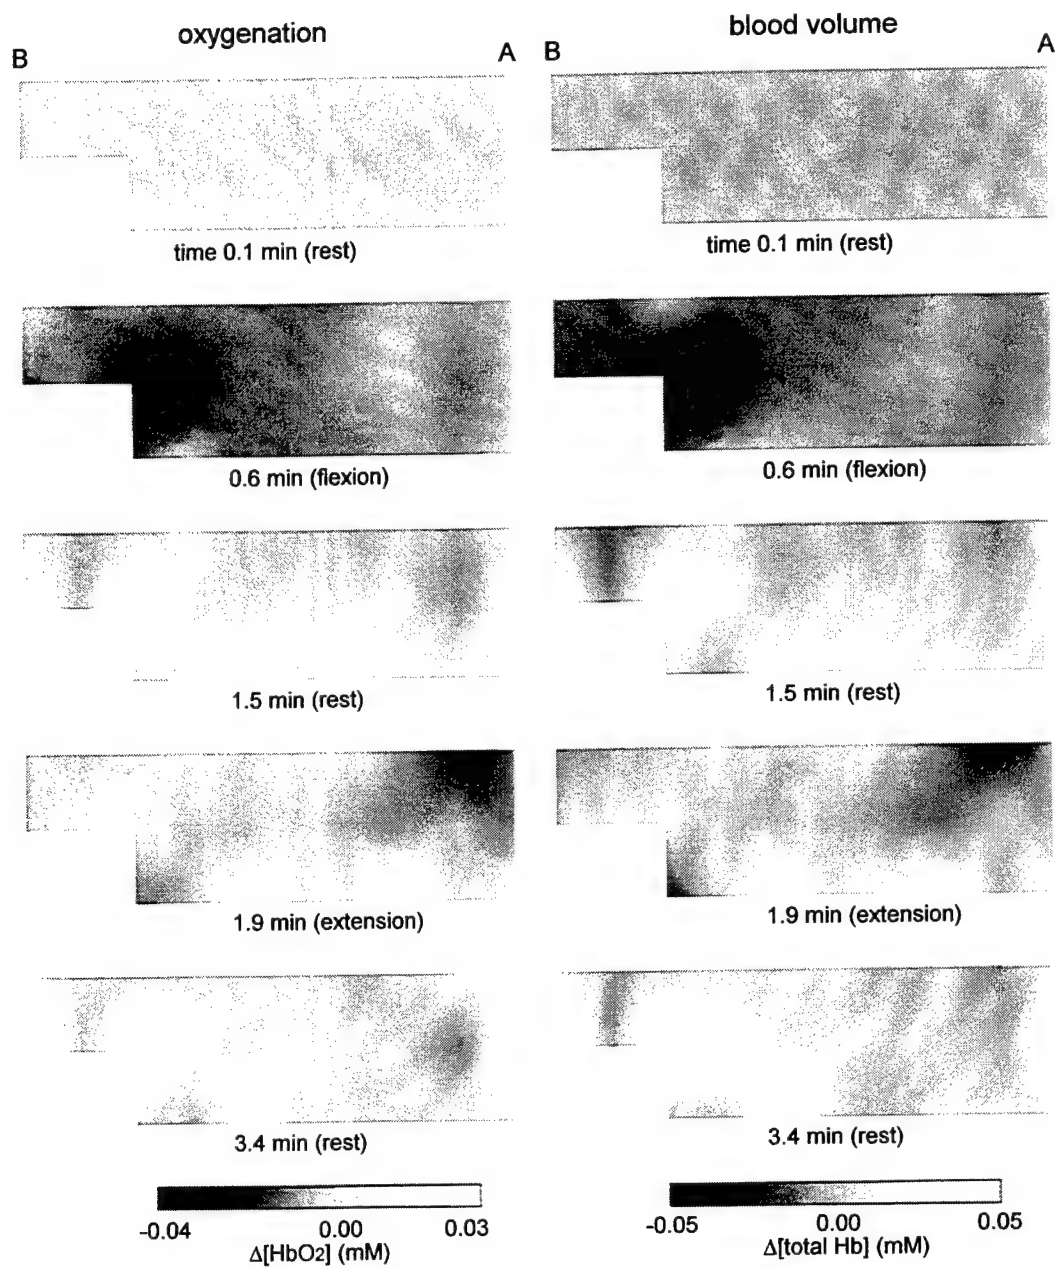 oxygenation
blood volume
B A
B A
time 0.1 min (rest)
time 0.1 min (rest)
0.6 min (flexion)
0.6 min (flexion)
1.5 min (rest)
1.5 min (rest)
1.9 min (extension)
1.9 min (extension)
3.4 min (rest)
3.4 min (rest)
-0.04 0.00 0.03
Δ[HbO2] (mM)
-0.05 0.00 0.05
Δ[total Hb] (mM)